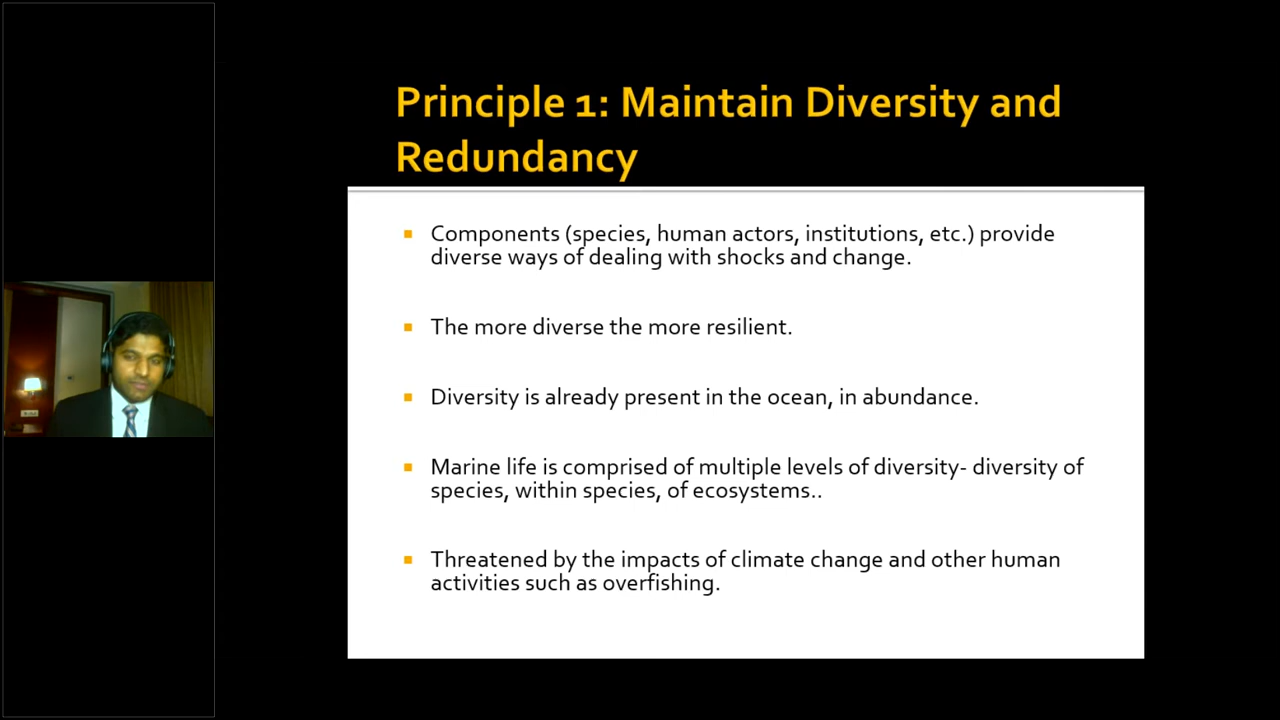 Principle 1: Maintain Diversity and
Redundancy
Components (species, human actors, institutions, etc.) provide
diverse ways of dealing with shocks and change.
The more diverse the more resilient.
Diversity is already present in the ocean, in abundance.
Marine life is comprised of multiple levels of diversity- diversity of
species, within species, of ecosystems..
Threatened by the impacts of climate change and other human
activities such as overfishing.